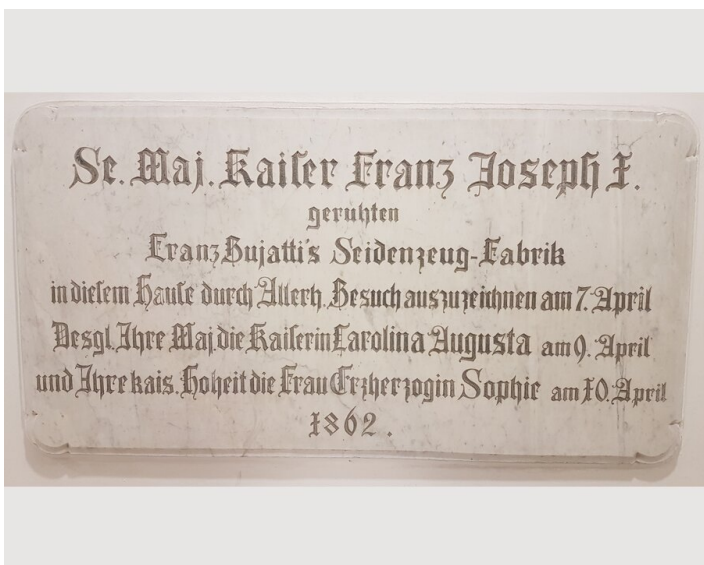 Se. Maj. Kaiser Franz Joseph I.
geruhten
Franz Bujatti's Seidenzeug-Fabrik
in diesem Hause durch Allerh. Besuch auszuzeichnen am 7. April
Desgl. Ihre Maj. die Kaiserin Carolina Augusta am 9. April
und Ihre kais. Hoheit die Frau Erzherzogin Sophie am 10. April
1862.